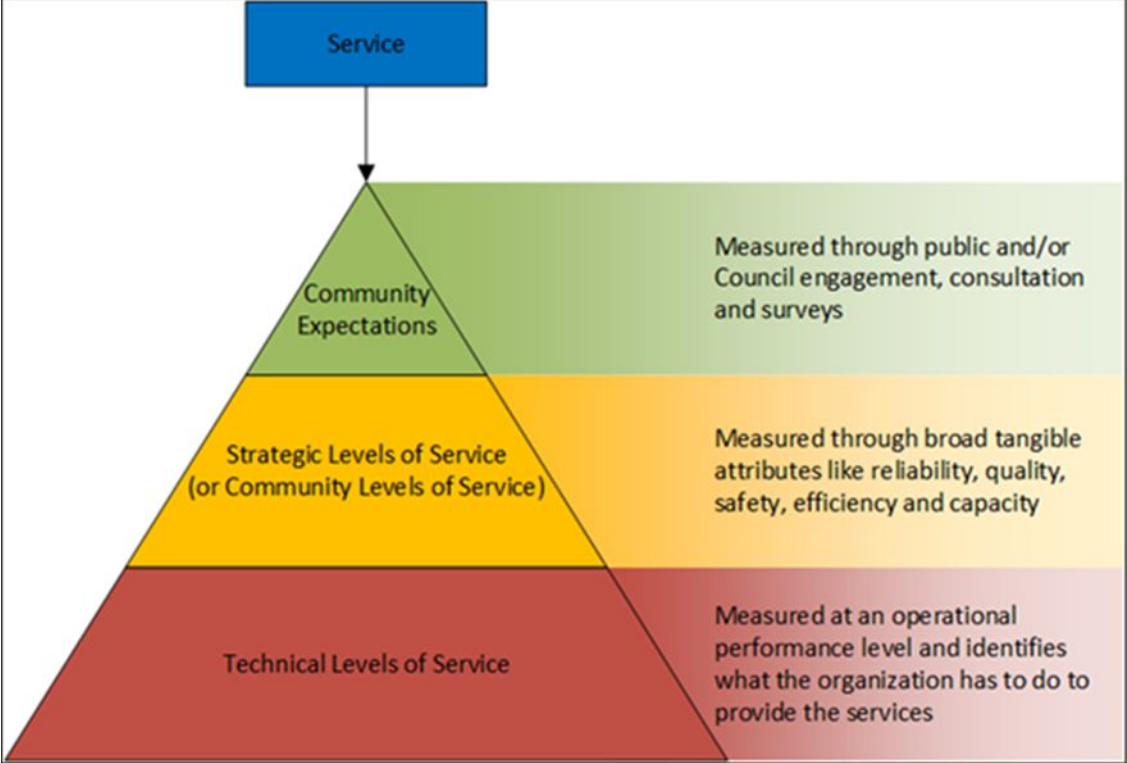 Service
Community
Expectations
Measured through public and/or
Council engagement, consultation
and surveys
Strategic Levels of Service
(or Community Levels of Service)
Measured through broad tangible
attributes like reliability, quality,
safety, efficiency and capacity
Technical Levels of Service
Measured at an operational
performance level and identifies
what the organization has to do to
provide the services